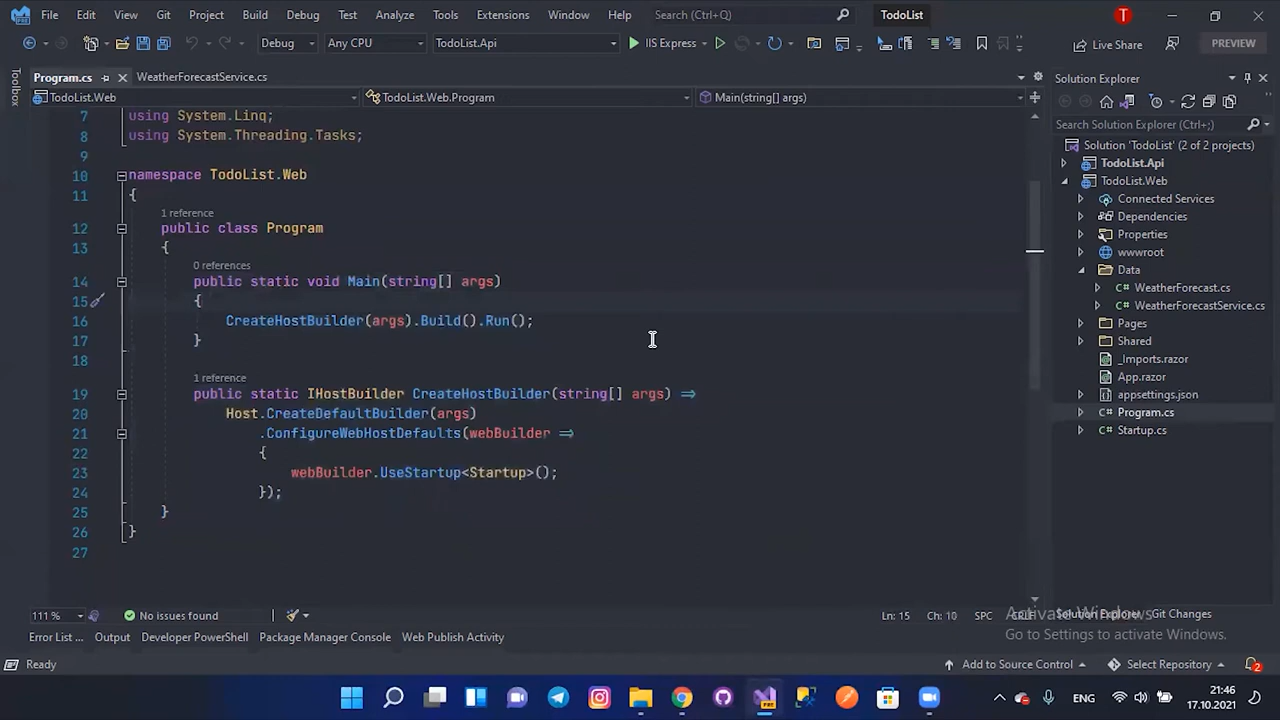 File Edit View Git Project Build Debug Test Analyze Tools Extensions Window Help Search (Ctrl+Q) TodoList T
Debug Any CPU TodoList.Api IIS Express Live Share PREVIEW
Toolbox
Program.cs WeatherForecastService.cs
TodoList.Web TodoList.Web.Program Main(string[] args)
7 using System.Linq;
8 using System.Threading.Tasks;
9
10 namespace TodoList.Web
11 {
1 reference
12 public class Program
13 {
0 references
14 public static void Main(string[] args)
15 {
16 CreateHostBuilder(args).Build().Run();
17 }
18
1 reference
19 public static IHostBuilder CreateHostBuilder(string[] args) =>
20 Host.CreateDefaultBuilder(args)
21 .ConfigureWebHostDefaults(webBuilder =>
22 {
23 webBuilder.UseStartup<Startup>();
24 });
25 }
26 }
27
111 % No issues found Ln: 15 Ch: 10 SPC CRLF
Solution Explorer
Search Solution Explorer (Ctrl+;)
Solution 'TodoList' (2 of 2 projects)
TodoList.Api
TodoList.Web
Connected Services
Dependencies
Properties
wwwroot
Data
WeatherForecast.cs
WeatherForecastService.cs
Pages
Shared
_Imports.razor
App.razor
appsettings.json
Program.cs
Startup.cs
Solution Explorer Git Changes
Activate Windows
Go to Settings to activate Windows.
Error List ... Output Developer PowerShell Package Manager Console Web Publish Activity
Ready Add to Source Control Select Repository 2
PRE ENG 21:46
17.10.2021